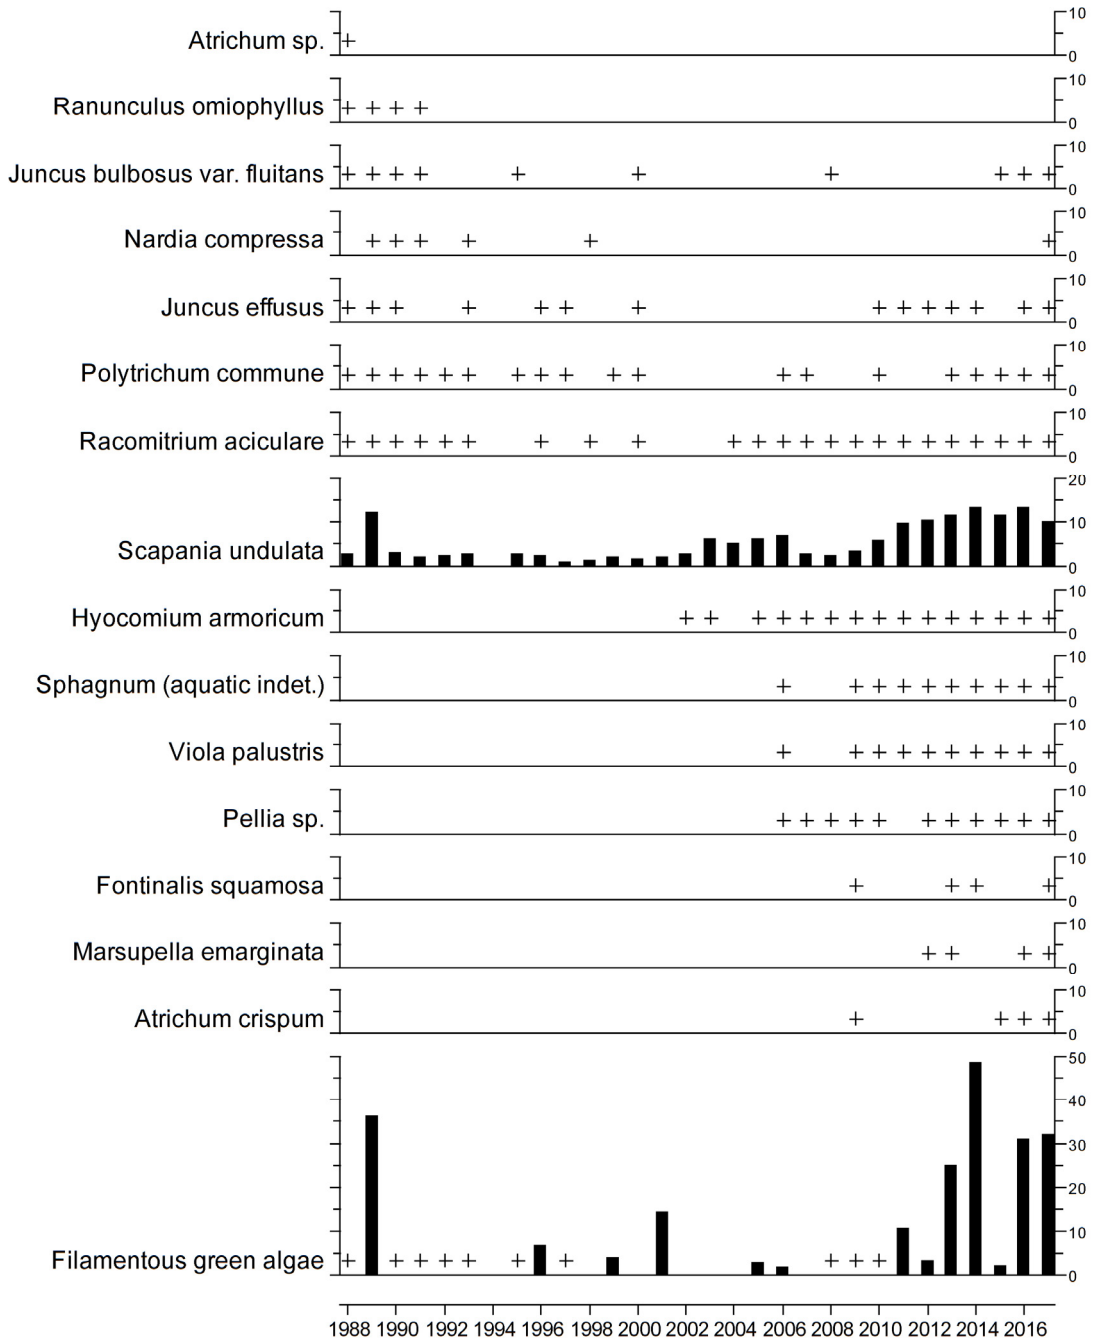 Atrichum sp.
10
0
Ranunculus omiophyllus
10
0
Juncus bulbosus var. fluitans
10
0
Nardia compressa
10
0
Juncus effusus
10
0
Polytrichum commune
10
0
Racomitrium aciculare
10
0
Scapania undulata
20
10
0
Hyocomium armoricum
10
0
Sphagnum (aquatic indet.)
10
0
Viola palustris
10
0
Pellia sp.
10
0
Fontinalis squamosa
10
0
Marsupella emarginata
10
0
Atrichum crispum
10
0
Filamentous green algae
50
40
30
20
10
0
1988 1990 1992 1994 1996 1998 2000 2002 2004 2006 2008 2010 2012 2014 2016